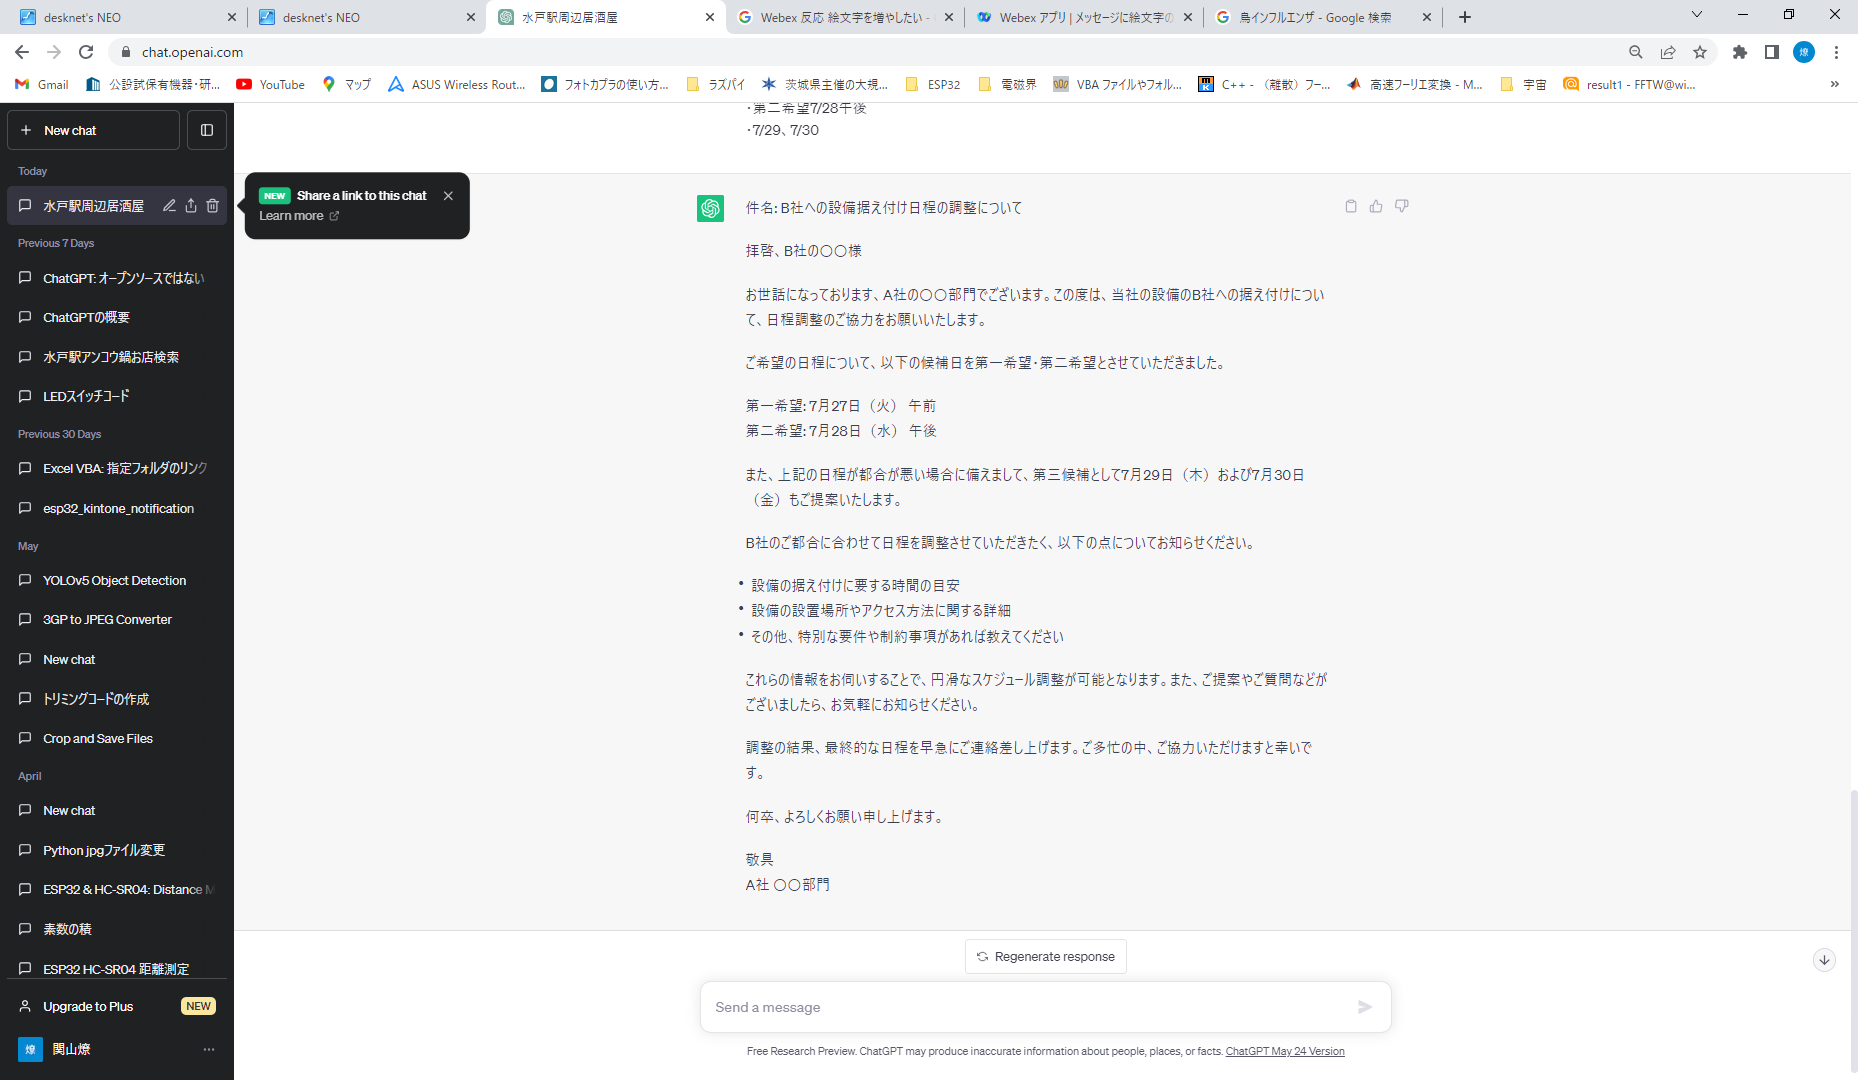 desknet's NEO
desknet's NEO
水戸駅周辺居酒屋
Webex 反応 絵文字を増やしたい -
Webex アプリ | メッセージに絵文字の
鳥インフルエンザ - Google 検索
chat.openai.com
Gmail
公設試保有機器・研...
YouTube
マップ
ASUS Wireless Rout...
フォトカプラの使い方...
ラズパイ
茨城県主催の大規...
ESP32
電磁界
VBA ファイルやフォル...
C++ - （離散）フー...
高速フーリエ変換 - M...
宇宙
result1 - FFTW@wi...
»
New chat
Today
水戸駅周辺居酒屋
Previous 7 Days
ChatGPT: オープンソースではない
ChatGPTの概要
水戸駅アンコウ鍋お店検索
LEDスイッチコード
Previous 30 Days
Excel VBA: 指定フォルダのリンク
esp32_kintone_notification
May
YOLOv5 Object Detection
3GP to JPEG Converter
New chat
トリミングコードの作成
Crop and Save Files
April
New chat
Python jpgファイル変更
ESP32 & HC-SR04: Distance M
素数の積
ESP32 HC-SR04 距離測定
Upgrade to Plus
NEW
燎
関山燎
NEW Share a link to this chat
Learn more
・第二希望7/28午後
・7/29、7/30
件名: B社への設備据え付け日程の調整について
拝啓、B社の〇〇様
お世話になっております、A社の〇〇部門でございます。この度は、当社の設備のB社への据え付けについ
て、日程調整のご協力をお願いいたします。
ご希望の日程について、以下の候補日を第一希望・第二希望とさせていただきました。
第一希望: 7月27日（火） 午前
第二希望: 7月28日（水） 午後
また、上記の日程が都合が悪い場合に備えまして、第三候補として7月29日（木）および7月30日
（金）もご提案いたします。
B社のご都合に合わせて日程を調整させていただきたく、以下の点についてお知らせください。
• 設備の据え付けに要する時間の目安
• 設備の設置場所やアクセス方法に関する詳細
• その他、特別な要件や制約事項があれば教えてください
これらの情報をお伺いすることで、円滑なスケジュール調整が可能となります。また、ご提案やご質問などが
ございましたら、お気軽にお知らせください。
調整の結果、最終的な日程を早急にご連絡差し上げます。ご多忙の中、ご協力いただけますと幸いで
す。
何卒、よろしくお願い申し上げます。
敬具
A社 〇〇部門
Regenerate response
Send a message
Free Research Preview. ChatGPT may produce inaccurate information about people, places, or facts. ChatGPT May 24 Version
燎